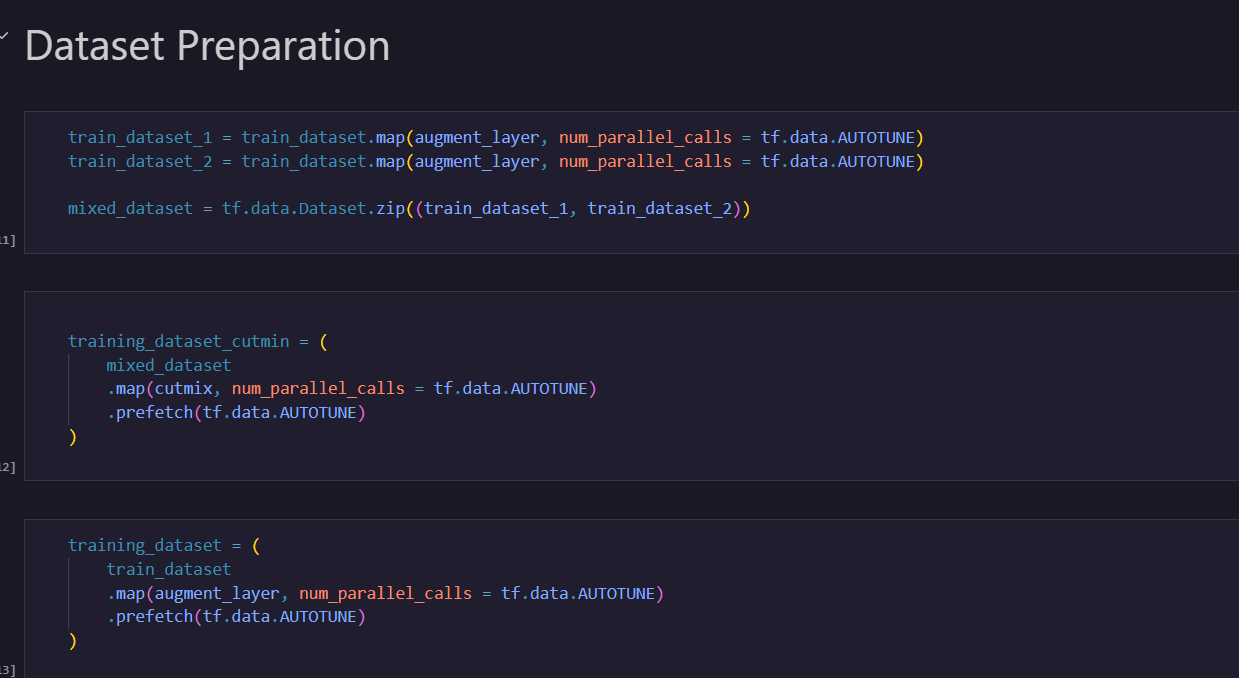 Dataset Preparation
train_dataset_1 = train_dataset.map(augment_layer, num_parallel_calls = tf.data.AUTOTUNE)
train_dataset_2 = train_dataset.map(augment_layer, num_parallel_calls = tf.data.AUTOTUNE)
mixed_dataset = tf.data.Dataset.zip((train_dataset_1, train_dataset_2))
11]
training_dataset_cutmin = (
mixed_dataset
.map(cutmix, num_parallel_calls = tf.data.AUTOTUNE)
.prefetch(tf.data.AUTOTUNE)
)
12]
training_dataset = (
train_dataset
.map(augment_layer, num_parallel_calls = tf.data.AUTOTUNE)
.prefetch(tf.data.AUTOTUNE)
)
13]